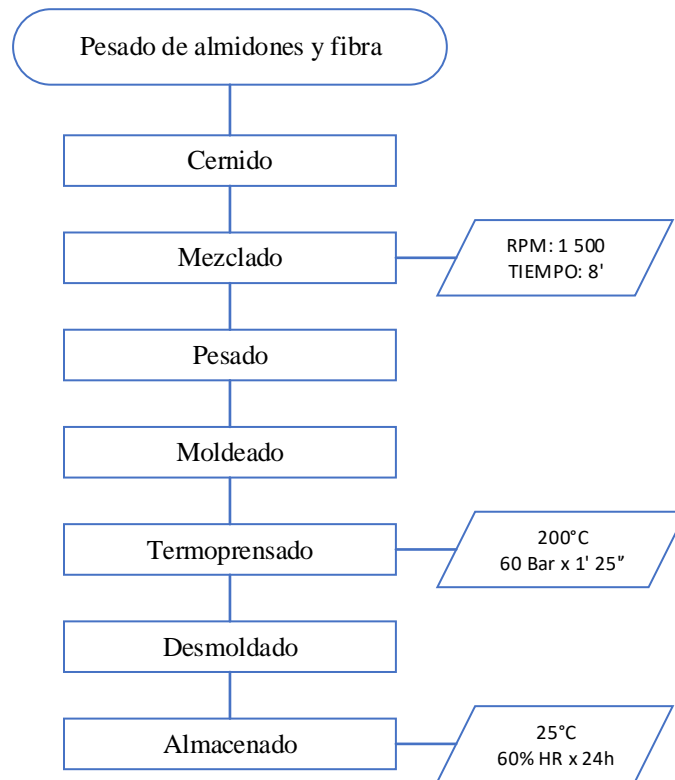 Pesado de almidones y fibra
Cernido
Mezclado
RPM: 1 500
TIEMPO: 8'
Pesado
Moldeado
Termoprensado
200°C
60 Bar x 1' 25"
Desmoldado
Almacenado
25°C
60% HR x 24h